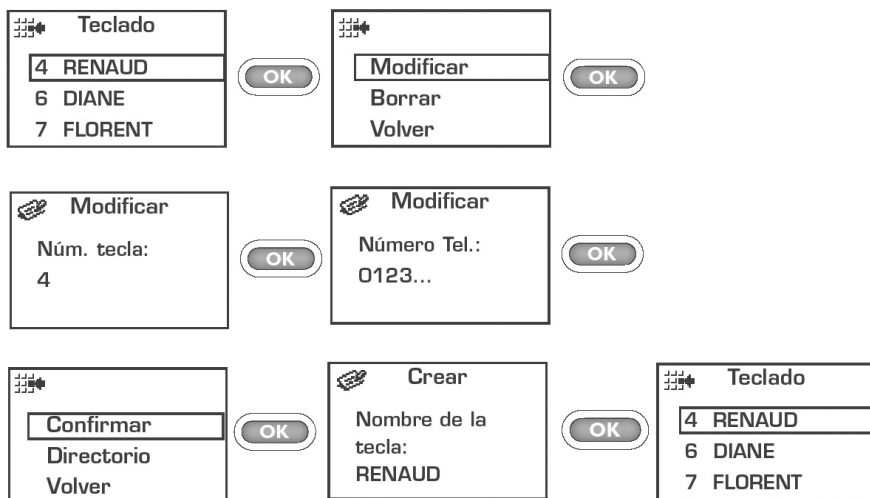 Teclado
4 RENAUD
6 DIANE
7 FLORENT
OK
Modificar
Borrar
Volver
OK
Modificar
Núm. tecla:
4
OK
Modificar
Número Tel.:
0123...
OK
Confirmar
Directorio
Volver
OK
Crear
Nombre de la
tecla:
RENAUD
OK
Teclado
4 RENAUD
6 DIANE
7 FLORENT